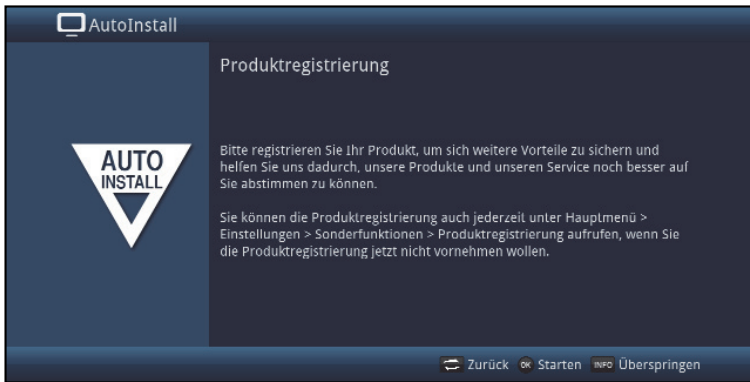 AutoInstall
Produktregistrierung
AUTO
INSTALL
Bitte registrieren Sie Ihr Produkt, um sich weitere Vorteile zu sichern und
helfen Sie uns dadurch, unsere Produkte und unseren Service noch besser auf
Sie abstimmen zu können.
Sie können die Produktregistrierung auch jederzeit unter Hauptmenü >
Einstellungen > Sonderfunktionen > Produktregistrierung aufrufen, wenn Sie
die Produktregistrierung jetzt nicht vornehmen wollen.
Zurück OK Starten INFO Überspringen